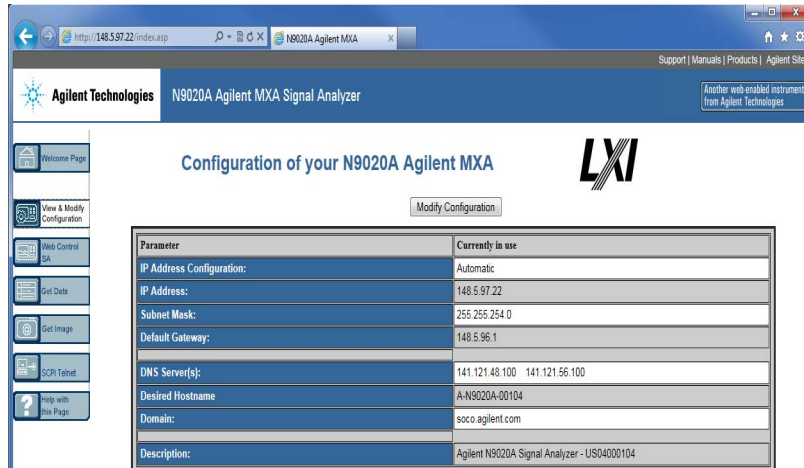 http://148.5.97.22/index.asp
N9020A Agilent MXA
Support | Manuals | Products | Agilent Site
Agilent Technologies
N9020A Agilent MXA Signal Analyzer
Another web-enabled instrument
from Agilent Technologies
Welcome Page
Configuration of your N9020A Agilent MXA
LXI
Modify Configuration
View & Modify
Configuration
Web Control
SA
Get Data
Get Image
SCPI Telnet
Help with
this Page
Parameter Currently in use
IP Address Configuration: Automatic
IP Address: 148.5.97.22
Subnet Mask: 255.255.254.0
Default Gateway: 148.5.96.1
DNS Server(s): 141.121.48.100 141.121.56.100
Desired Hostname A-N9020A-00104
Domain: soco.agilent.com
Description: Agilent N9020A Signal Analyzer - US04000104